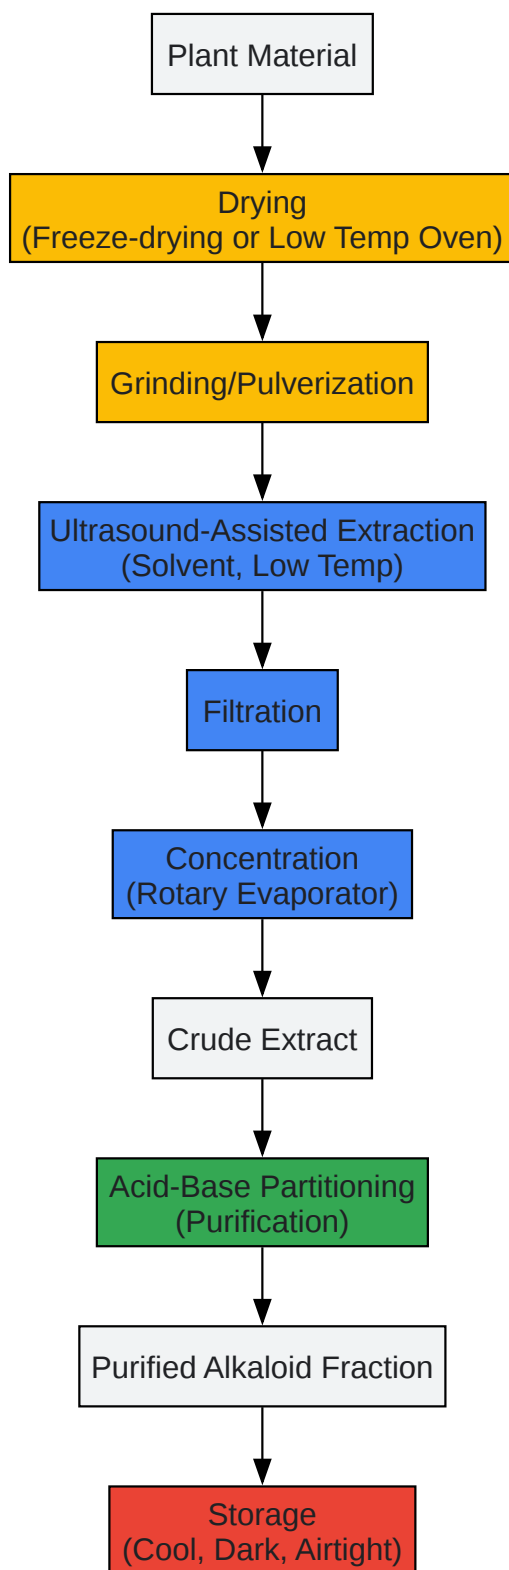 Plant Material
Drying
(Freeze-drying or Low Temp Oven)
Grinding/Pulverization
Ultrasound-Assisted Extraction
(Solvent, Low Temp)
Filtration
Concentration
(Rotary Evaporator)
Crude Extract
Acid-Base Partitioning
(Purification)
Purified Alkaloid Fraction
Storage
(Cool, Dark, Airtight)